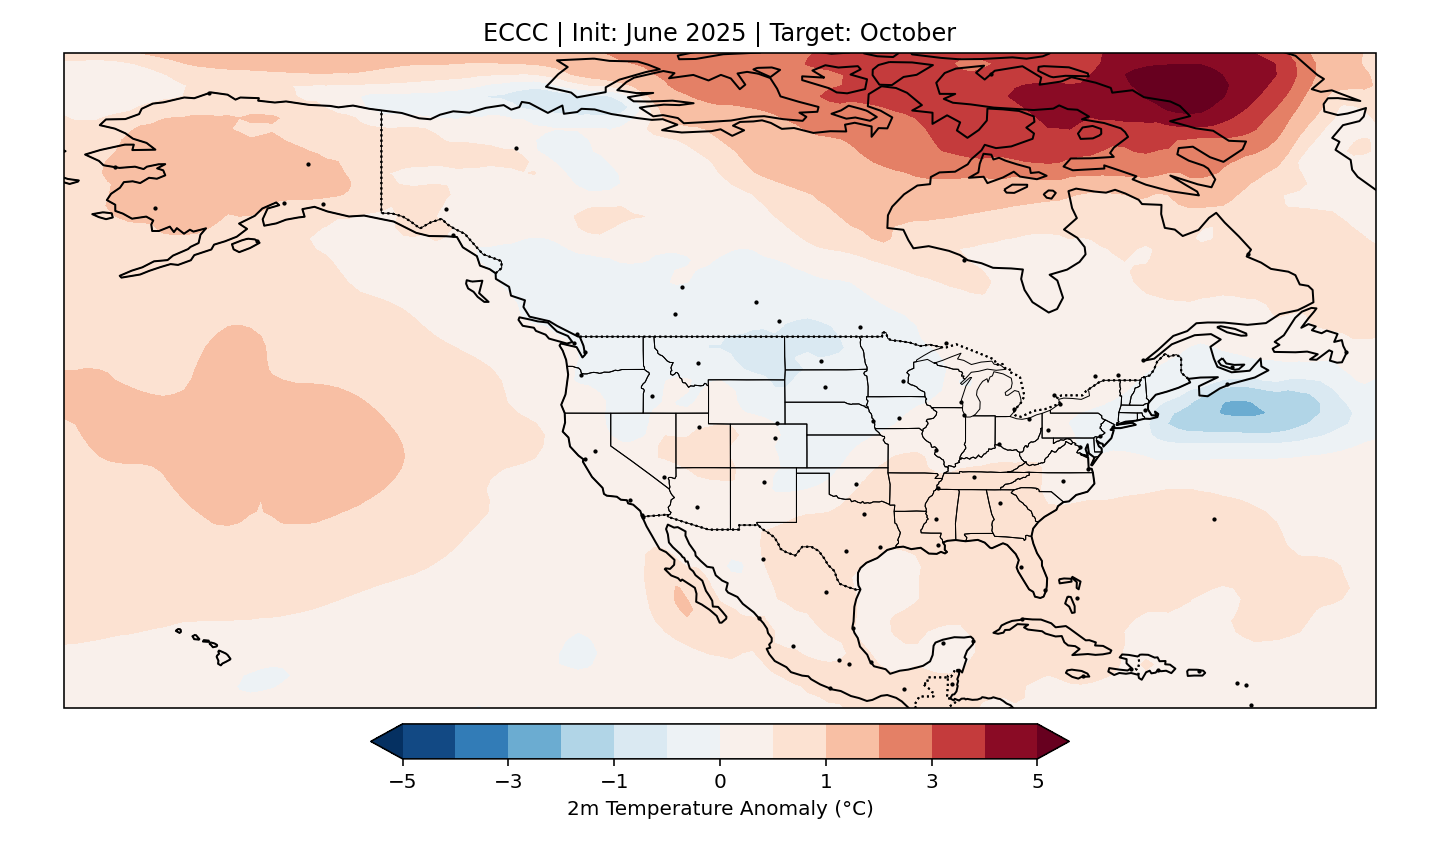 ECCC | Init: June 2025 | Target: October
−5 −3 −1 0 1 3 5
2m Temperature Anomaly (°C)